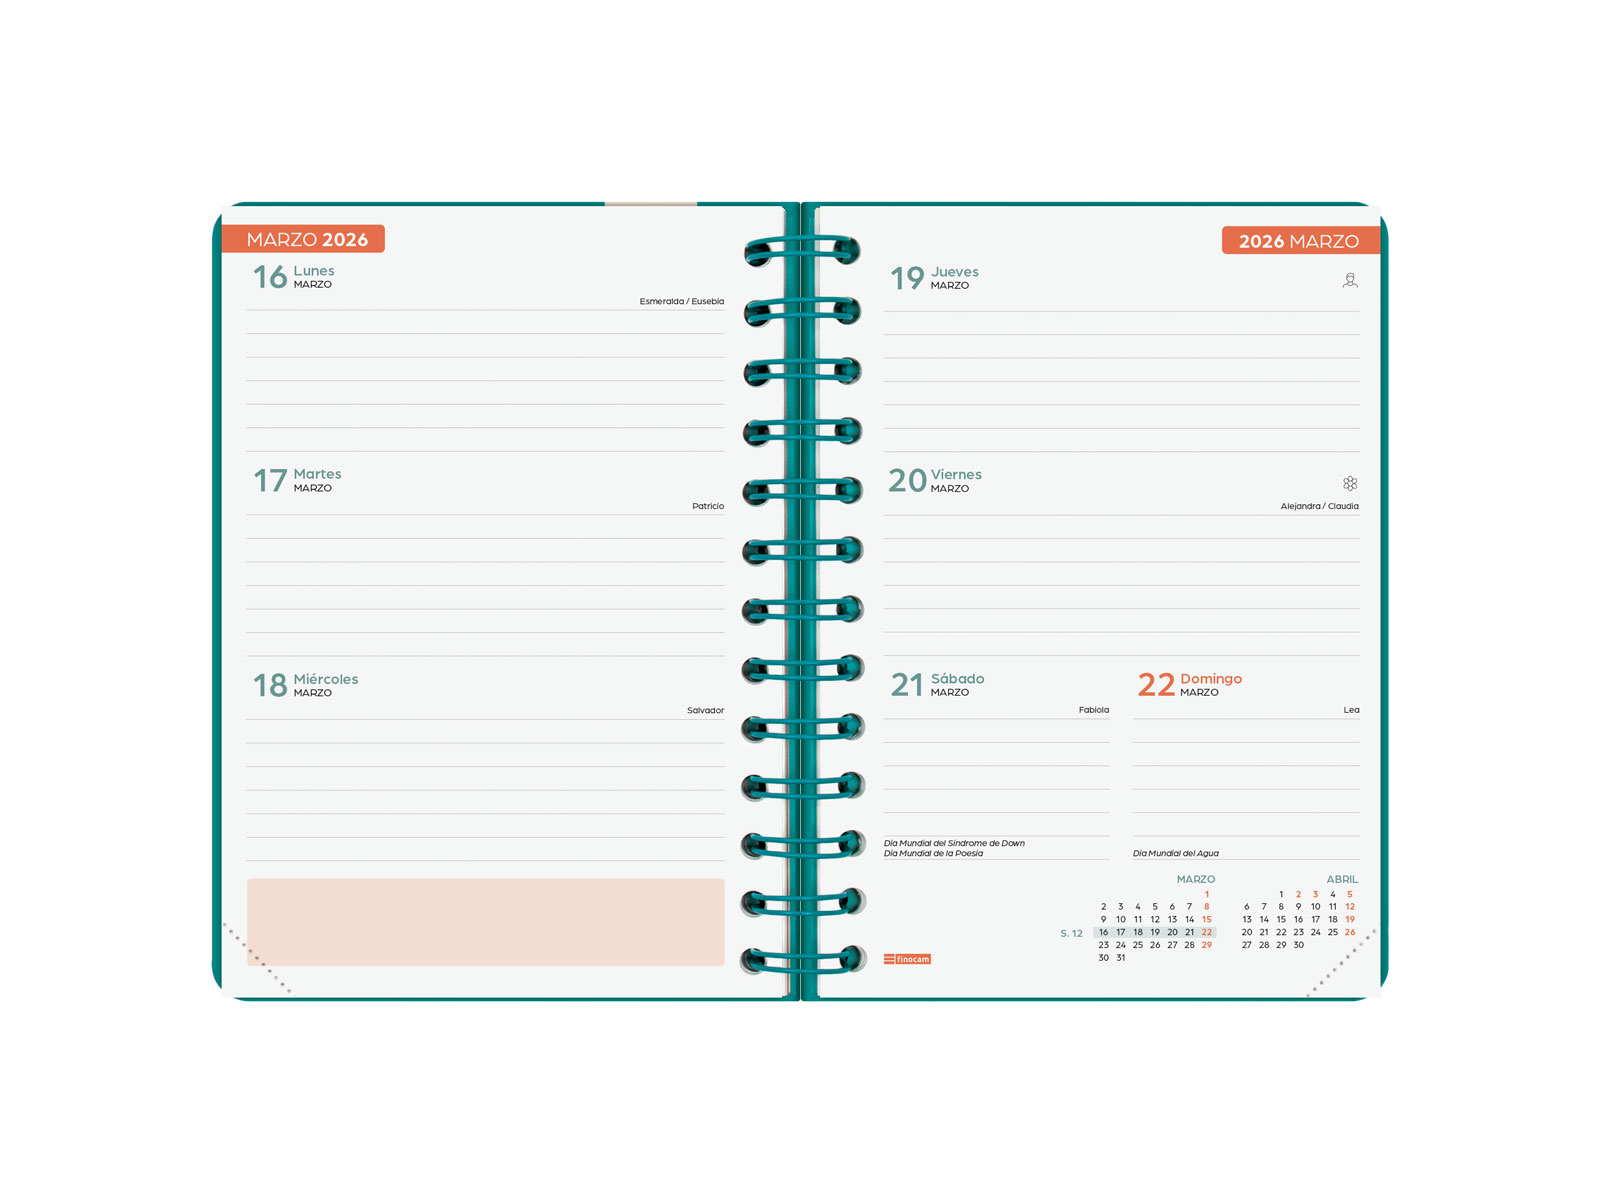 MARZO 2026
16 Lunes
MARZO
Esmeralda / Eusebia
17 Martes
MARZO
Patricio
18 Miércoles
MARZO
Salvador
2026 MARZO
19 Jueves
MARZO
20 Viernes
MARZO
Alejandra / Claudia
21 Sábado
MARZO
Fabiola
Día Mundial del Síndrome de Down
Día Mundial de la Poesía
22 Domingo
MARZO
Lea
Día Mundial del Agua
finocam
MARZO
1
2 3 4 5 6 7 8
9 10 11 12 13 14 15
S. 12 16 17 18 19 20 21 22
23 24 25 26 27 28 29
30 31
ABRIL
1 2 3 4 5
6 7 8 9 10 11 12
13 14 15 16 17 18 19
20 21 22 23 24 25 26
27 28 29 30